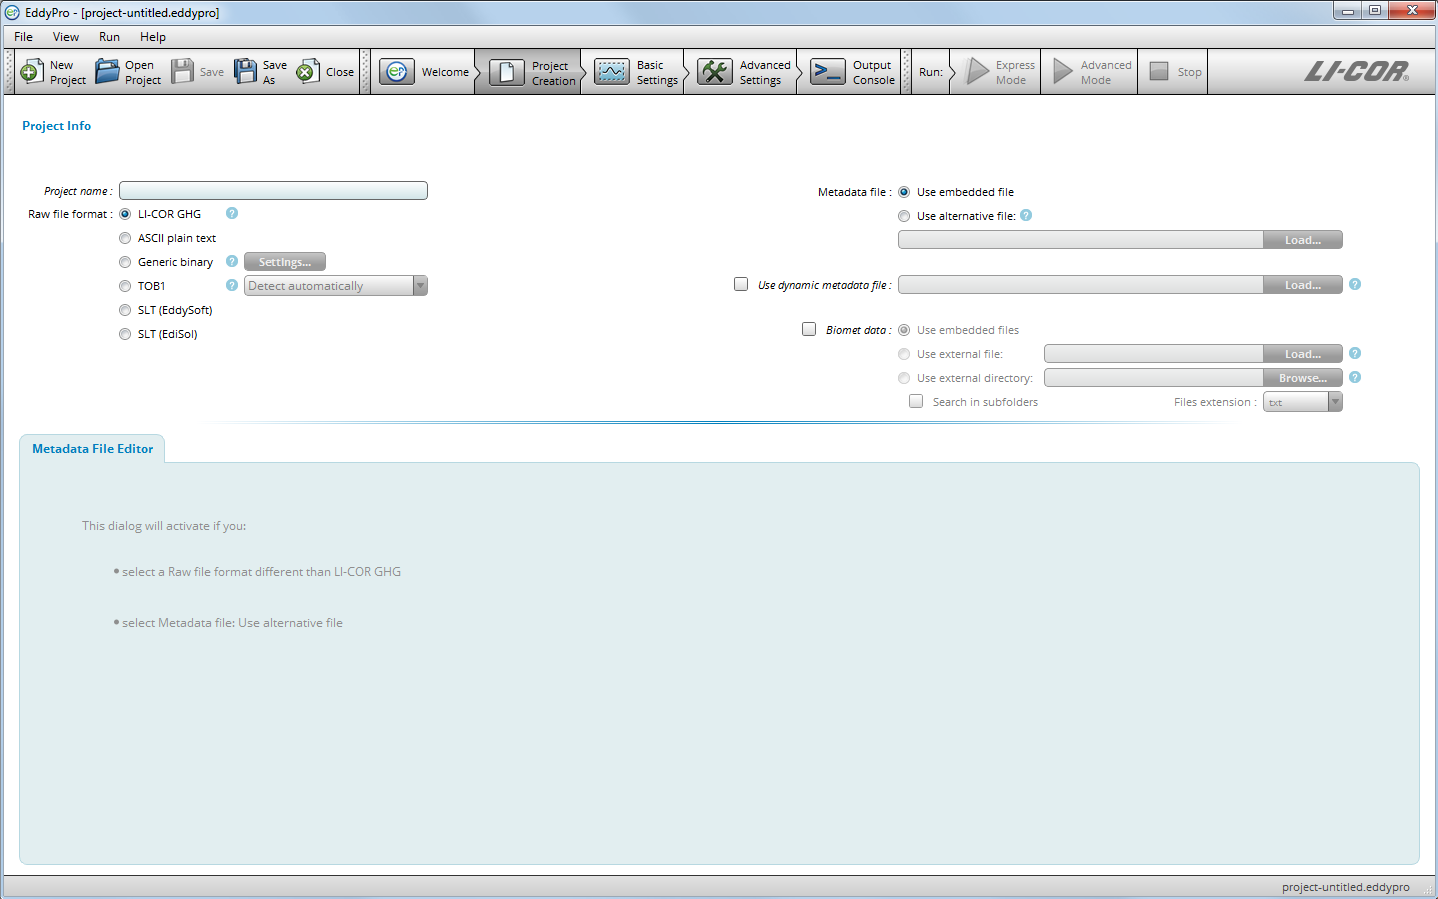 EddyPro - [project-untitled.eddypro]
File View Run Help
New Project
Open Project
Save
Save As
Close
Welcome
Project Creation
Basic Settings
Advanced Settings
Output Console
Run:
Express Mode
Advanced Mode
Stop
LI-COR®
Project Info
Project name :
Raw file format : LI-COR GHG ?
ASCII plain text
Generic binary ? Settings...
TOB1 ? Detect automatically
SLT (EddySoft)
SLT (EdiSol)
Metadata file : Use embedded file
Use alternative file: ?
Load...
Use dynamic metadata file : Load... ?
Biomet data : Use embedded files
Use external file: Load... ?
Use external directory: Browse... ?
Search in subfolders Files extension : txt
Metadata File Editor
This dialog will activate if you:
• select a Raw file format different than LI-COR GHG
• select Metadata file: Use alternative file
project-untitled.eddypro